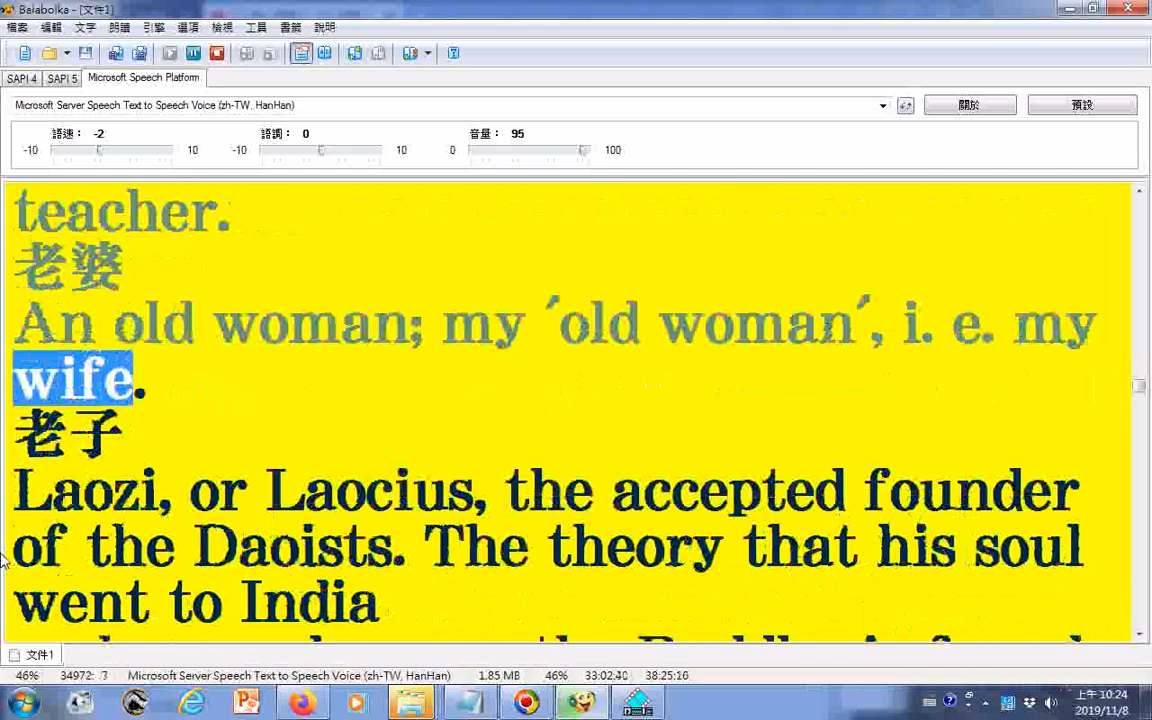 Balabolka - [文件1]
檔案 編輯 文字 朗讀 引擎 選項 檢視 工具 書籤 說明
SAPI 4 SAPI 5 Microsoft Speech Platform
Microsoft Server Speech Text to Speech Voice (zh-TW, HanHan) 關於 預設
語速： -2 語調： 0 音量： 95
-10 10 -10 10 0 100
teacher.
老婆
An old woman; my ´old woman´, i. e. my
wife.
老子
Laozi, or Laocius, the accepted founder
of the Daoists. The theory that his soul
went to India
文件1
46% Microsoft Server Speech Text to Speech Voice (zh-TW, HanHan) 1.85 MB 46% 33:02:40 38:25:16
上午 10:24
2019/11/8